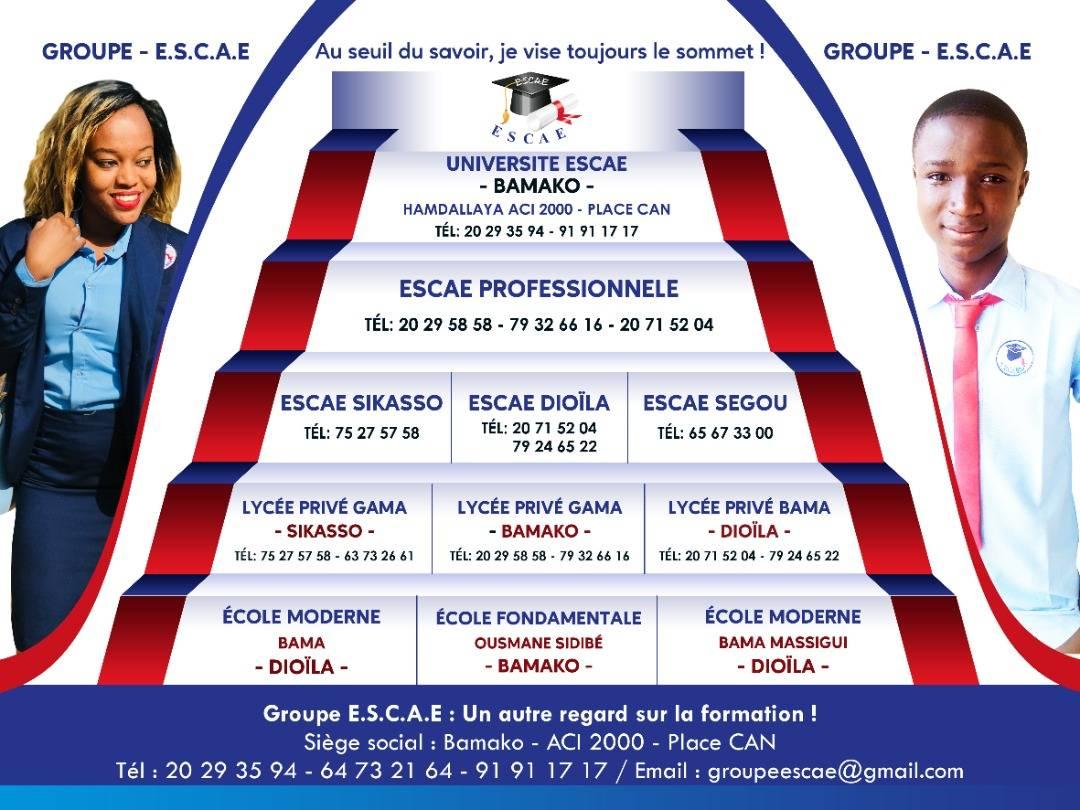 GROUPE - E.S.C.A.E
Au seuil du savoir, je vise toujours le sommet !
GROUPE - E.S.C.A.E
ESCAE
ESCAE
UNIVERSITE ESCAE
- BAMAKO -
HAMDALLAYA ACI 2000 - PLACE CAN
TÉL: 20 29 35 94 - 91 91 17 17
ESCAE PROFESSIONNELE
TÉL: 20 29 58 58 - 79 32 66 16 - 20 71 52 04
ESCAE SIKASSO
TÉL: 75 27 57 58
ESCAE DIOÏLA
TÉL: 20 71 52 04
79 24 65 22
ESCAE SEGOU
TÉL: 65 67 33 00
LYCÉE PRIVÉ GAMA
- SIKASSO -
TÉL: 75 27 57 58 - 63 73 26 61
LYCÉE PRIVÉ GAMA
- BAMAKO -
TÉL: 20 29 58 58 - 79 32 66 16
LYCÉE PRIVÉ BAMA
- DIOÏLA -
TÉL: 20 71 52 04 - 79 24 65 22
ÉCOLE MODERNE
BAMA
- DIOÏLA -
ÉCOLE FONDAMENTALE
OUSMANE SIDIBÉ
- BAMAKO -
ÉCOLE MODERNE
BAMA MASSIGUI
- DIOÏLA -
Groupe E.S.C.A.E : Un autre regard sur la formation !
Siège social : Bamako - ACI 2000 - Place CAN
Tél : 20 29 35 94 - 64 73 21 64 - 91 91 17 17 / Email : groupeescae@gmail.com